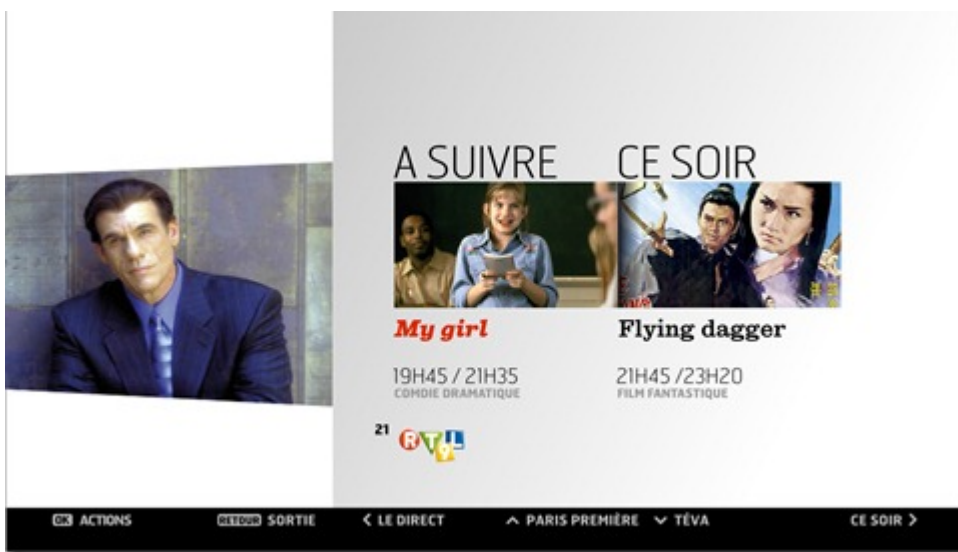 A SUIVRE
CE SOIR
My girl
Flying dagger
19H45 / 21H35
21H45 /23H20
COMDIE DRAMATIQUE
FILM FANTASTIQUE
21
RTL9
OK ACTIONS
RETOUR SORTIE
< LE DIRECT
PARIS PREMIÈRE
TÉVA
CE SOIR >